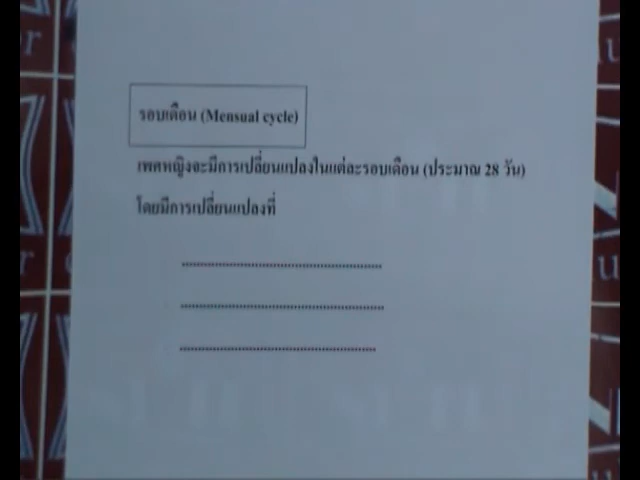 รอบเดือน (Mensual cycle)
เพศหญิงจะมีการเปลี่ยนแปลงในแต่ละรอบเดือน (ประมาณ 28 วัน)
โดยมีการเปลี่ยนแปลงที่